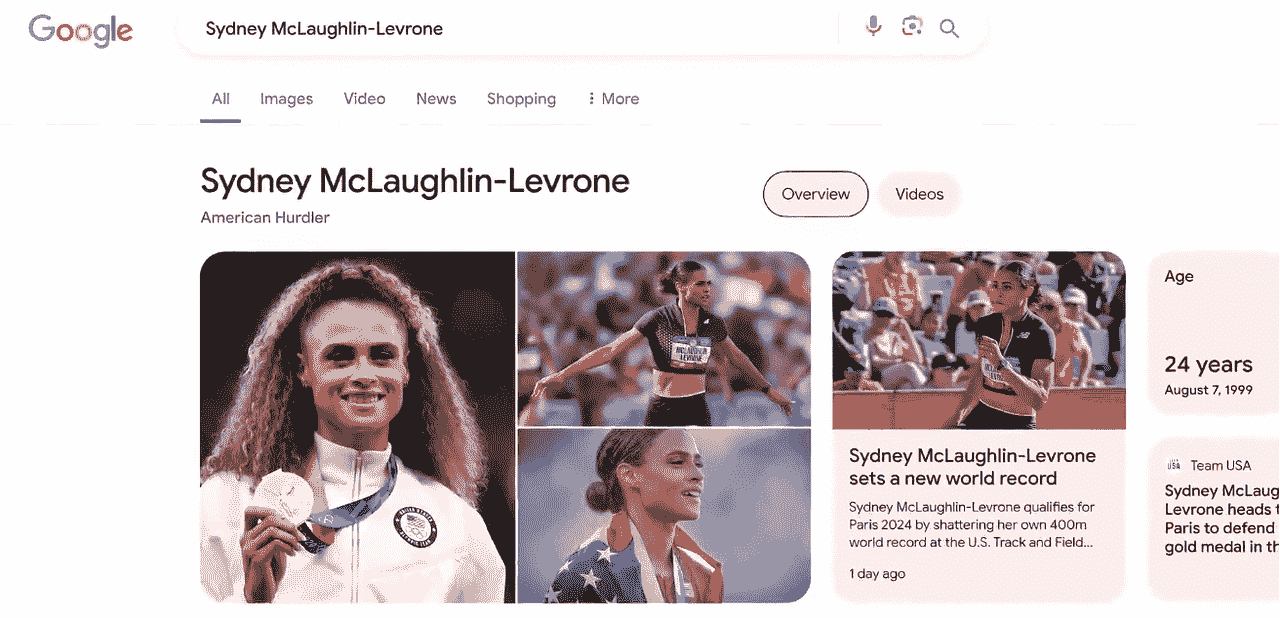 Google
Sydney McLaughlin-Levrone
All Images Video News Shopping More
Sydney McLaughlin-Levrone
American Hurdler
Overview Videos
McLAUGHLIN
LEVRONE
Sydney McLaughlin-Levrone
sets a new world record
Sydney McLaughlin-Levrone qualifies for
Paris 2024 by shattering her own 400m
world record at the U.S. Track and Field...
1 day ago
Age
24 years
August 7, 1999
USA
Team USA
Sydney McLaug
Levrone heads t
Paris to defend
gold medal in th